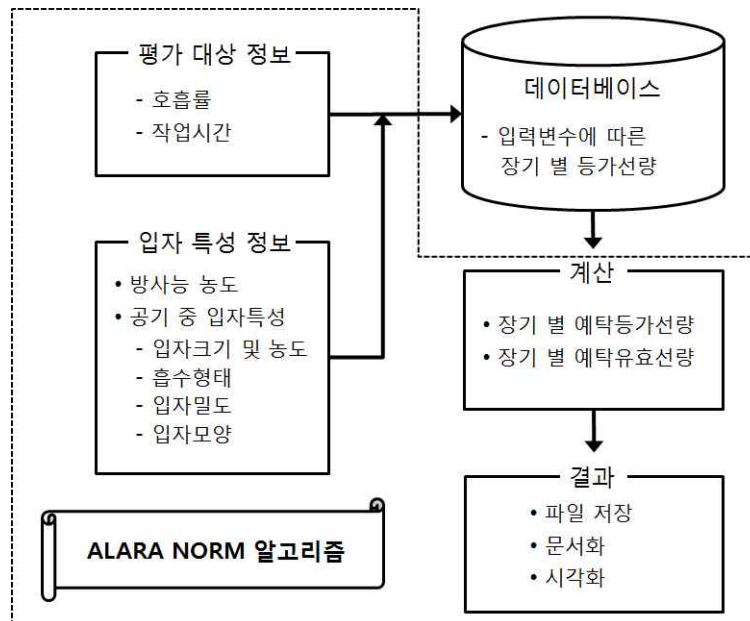 평가 대상 정보
- 호흡률
- 작업시간
데이터베이스
- 입력변수에 따른
장기 별 등가선량
입자 특성 정보
• 방사능 농도
• 공기 중 입자특성
- 입자크기 및 농도
- 흡수형태
- 입자밀도
- 입자모양
계산
• 장기 별 예탁등가선량
• 장기 별 예탁유효선량
결과
• 파일 저장
• 문서화
• 시각화
ALARA NORM 알고리즘